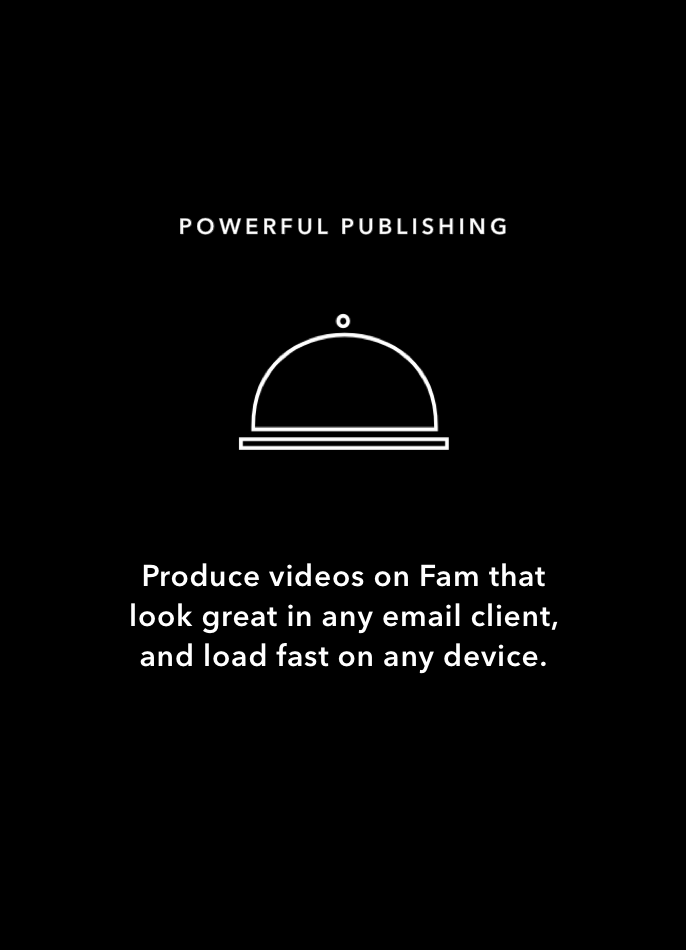 POWERFUL PUBLISHING
Produce videos on Fam that
look great in any email client,
and load fast on any device.